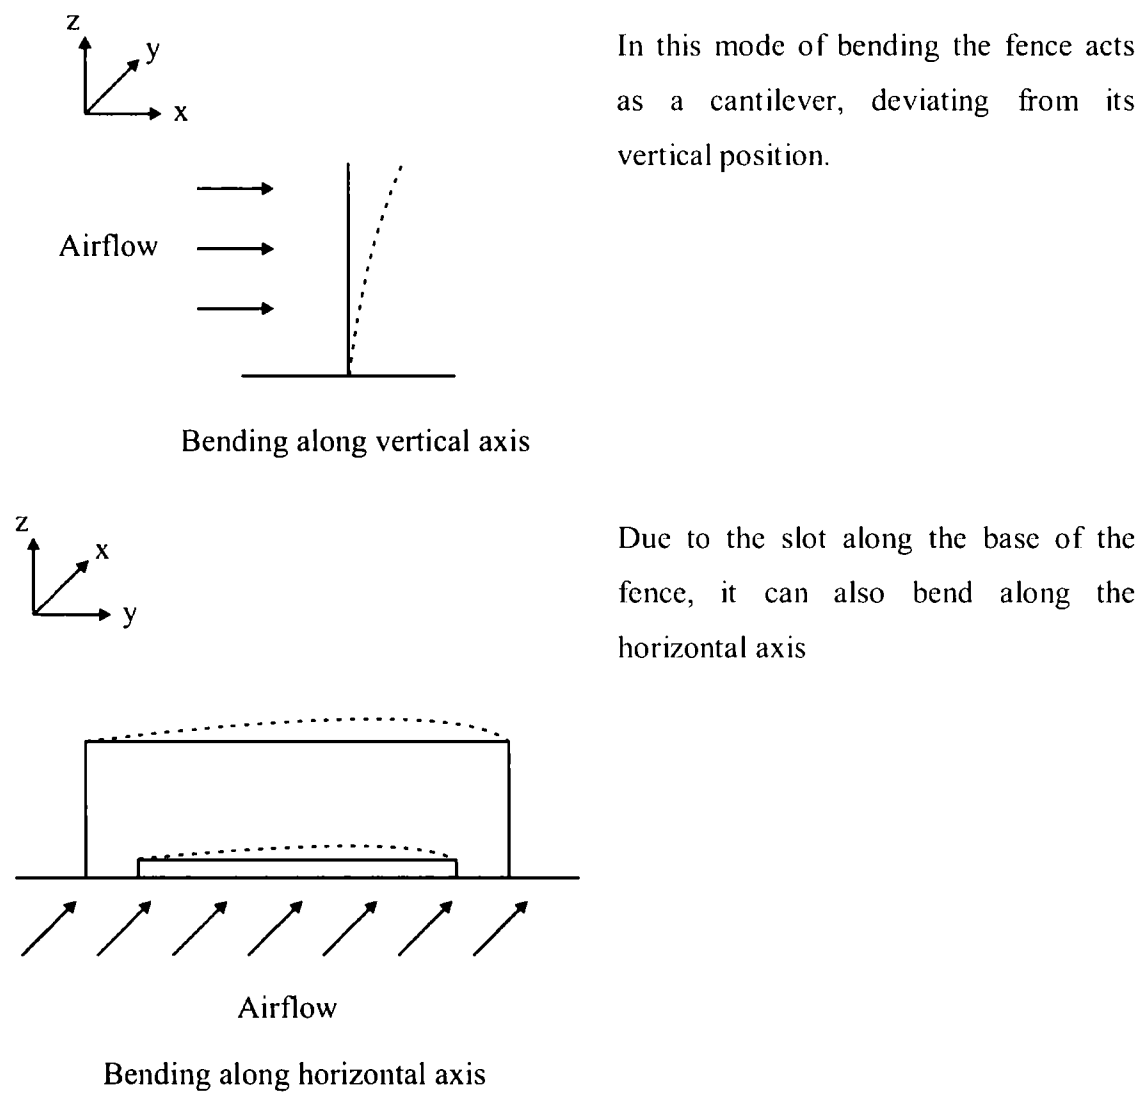 z
y
x
In this mode of bending the fence acts
as a cantilever, deviating from its
vertical position.
Airflow
Bending along vertical axis
z
x
y
Due to the slot along the base of the
fence, it can also bend along the
horizontal axis
Airflow
Bending along horizontal axis